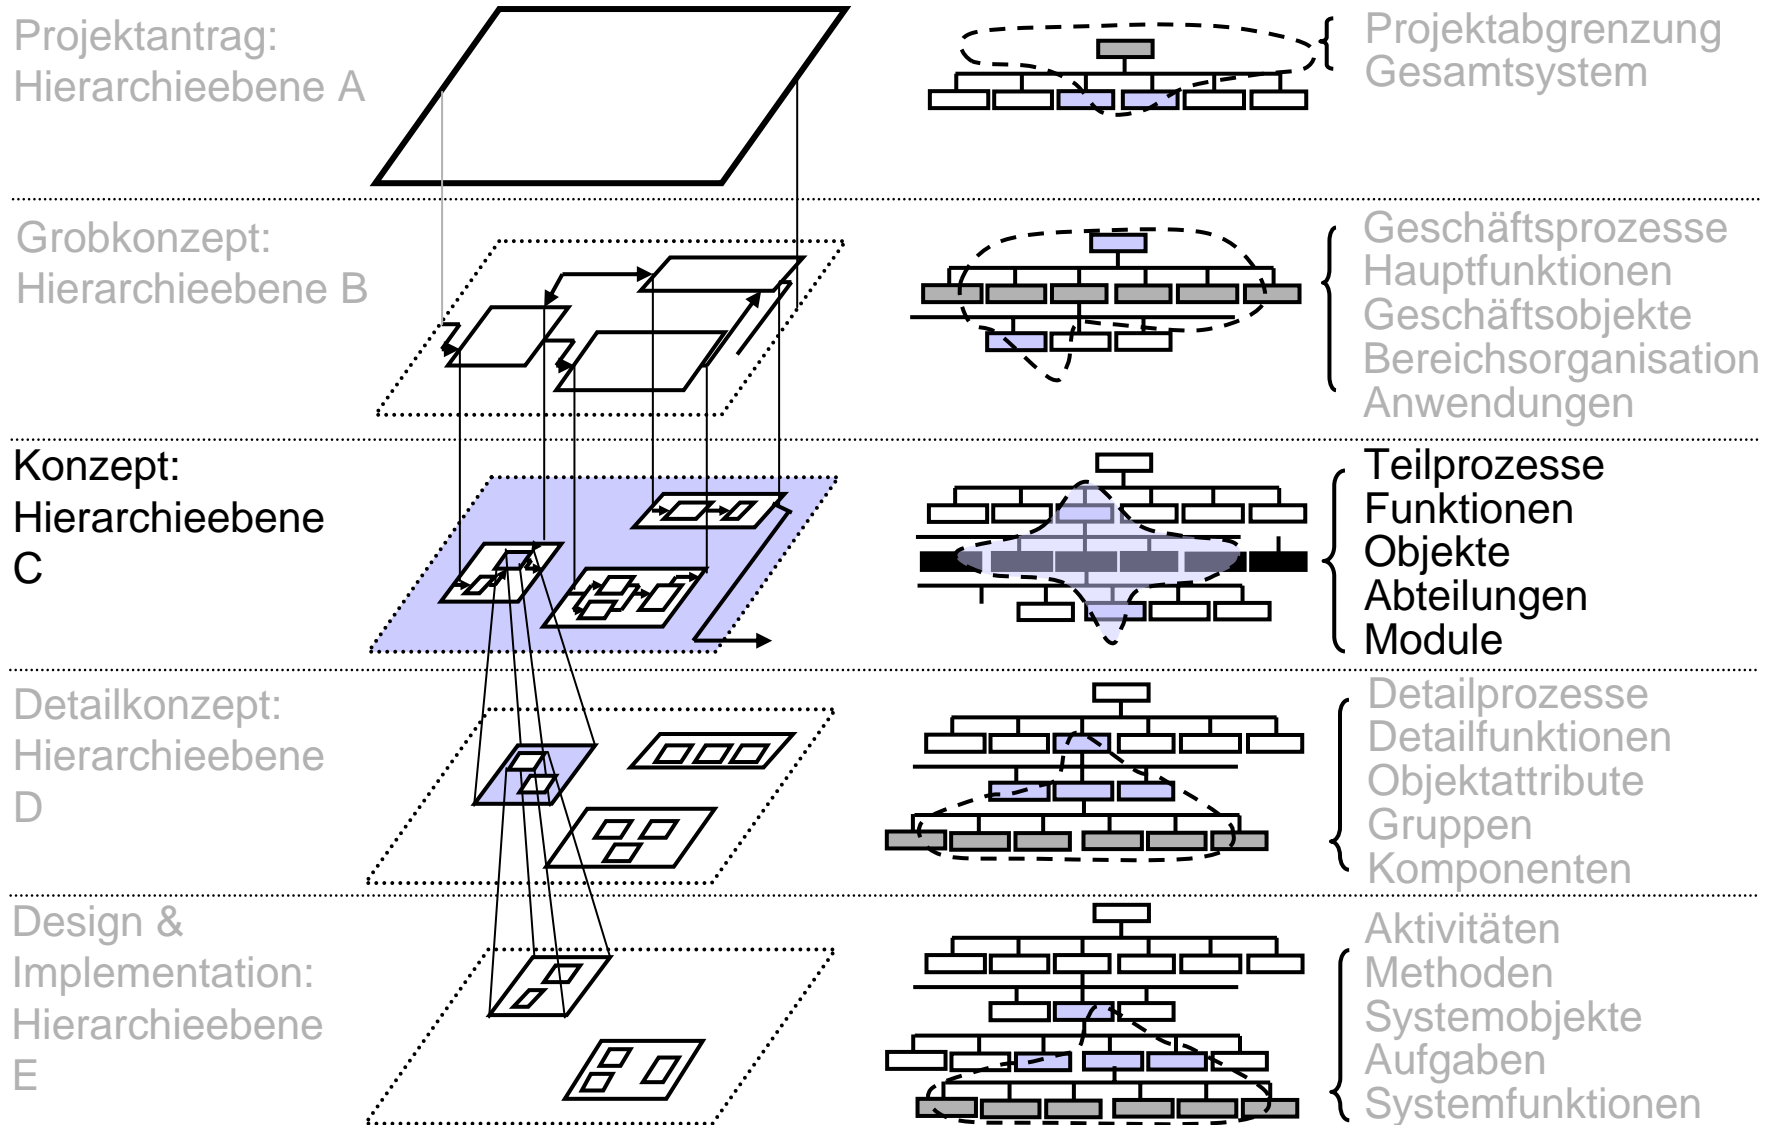 Projektantrag:
Hierarchieebene A
Projektabgrenzung
Gesamtsystem
Grobkonzept:
Hierarchieebene B
Geschäftsprozesse
Hauptfunktionen
Geschäftsobjekte
Bereichsorganisation
Anwendungen
Konzept:
Hierarchieebene
C
Teilprozesse
Funktionen
Objekte
Abteilungen
Module
Detailkonzept:
Hierarchieebene
D
Detailprozesse
Detailfunktionen
Objektattribute
Gruppen
Komponenten
Design &
Implementation:
Hierarchieebene
E
Aktivitäten
Methoden
Systemobjekte
Aufgaben
Systemfunktionen